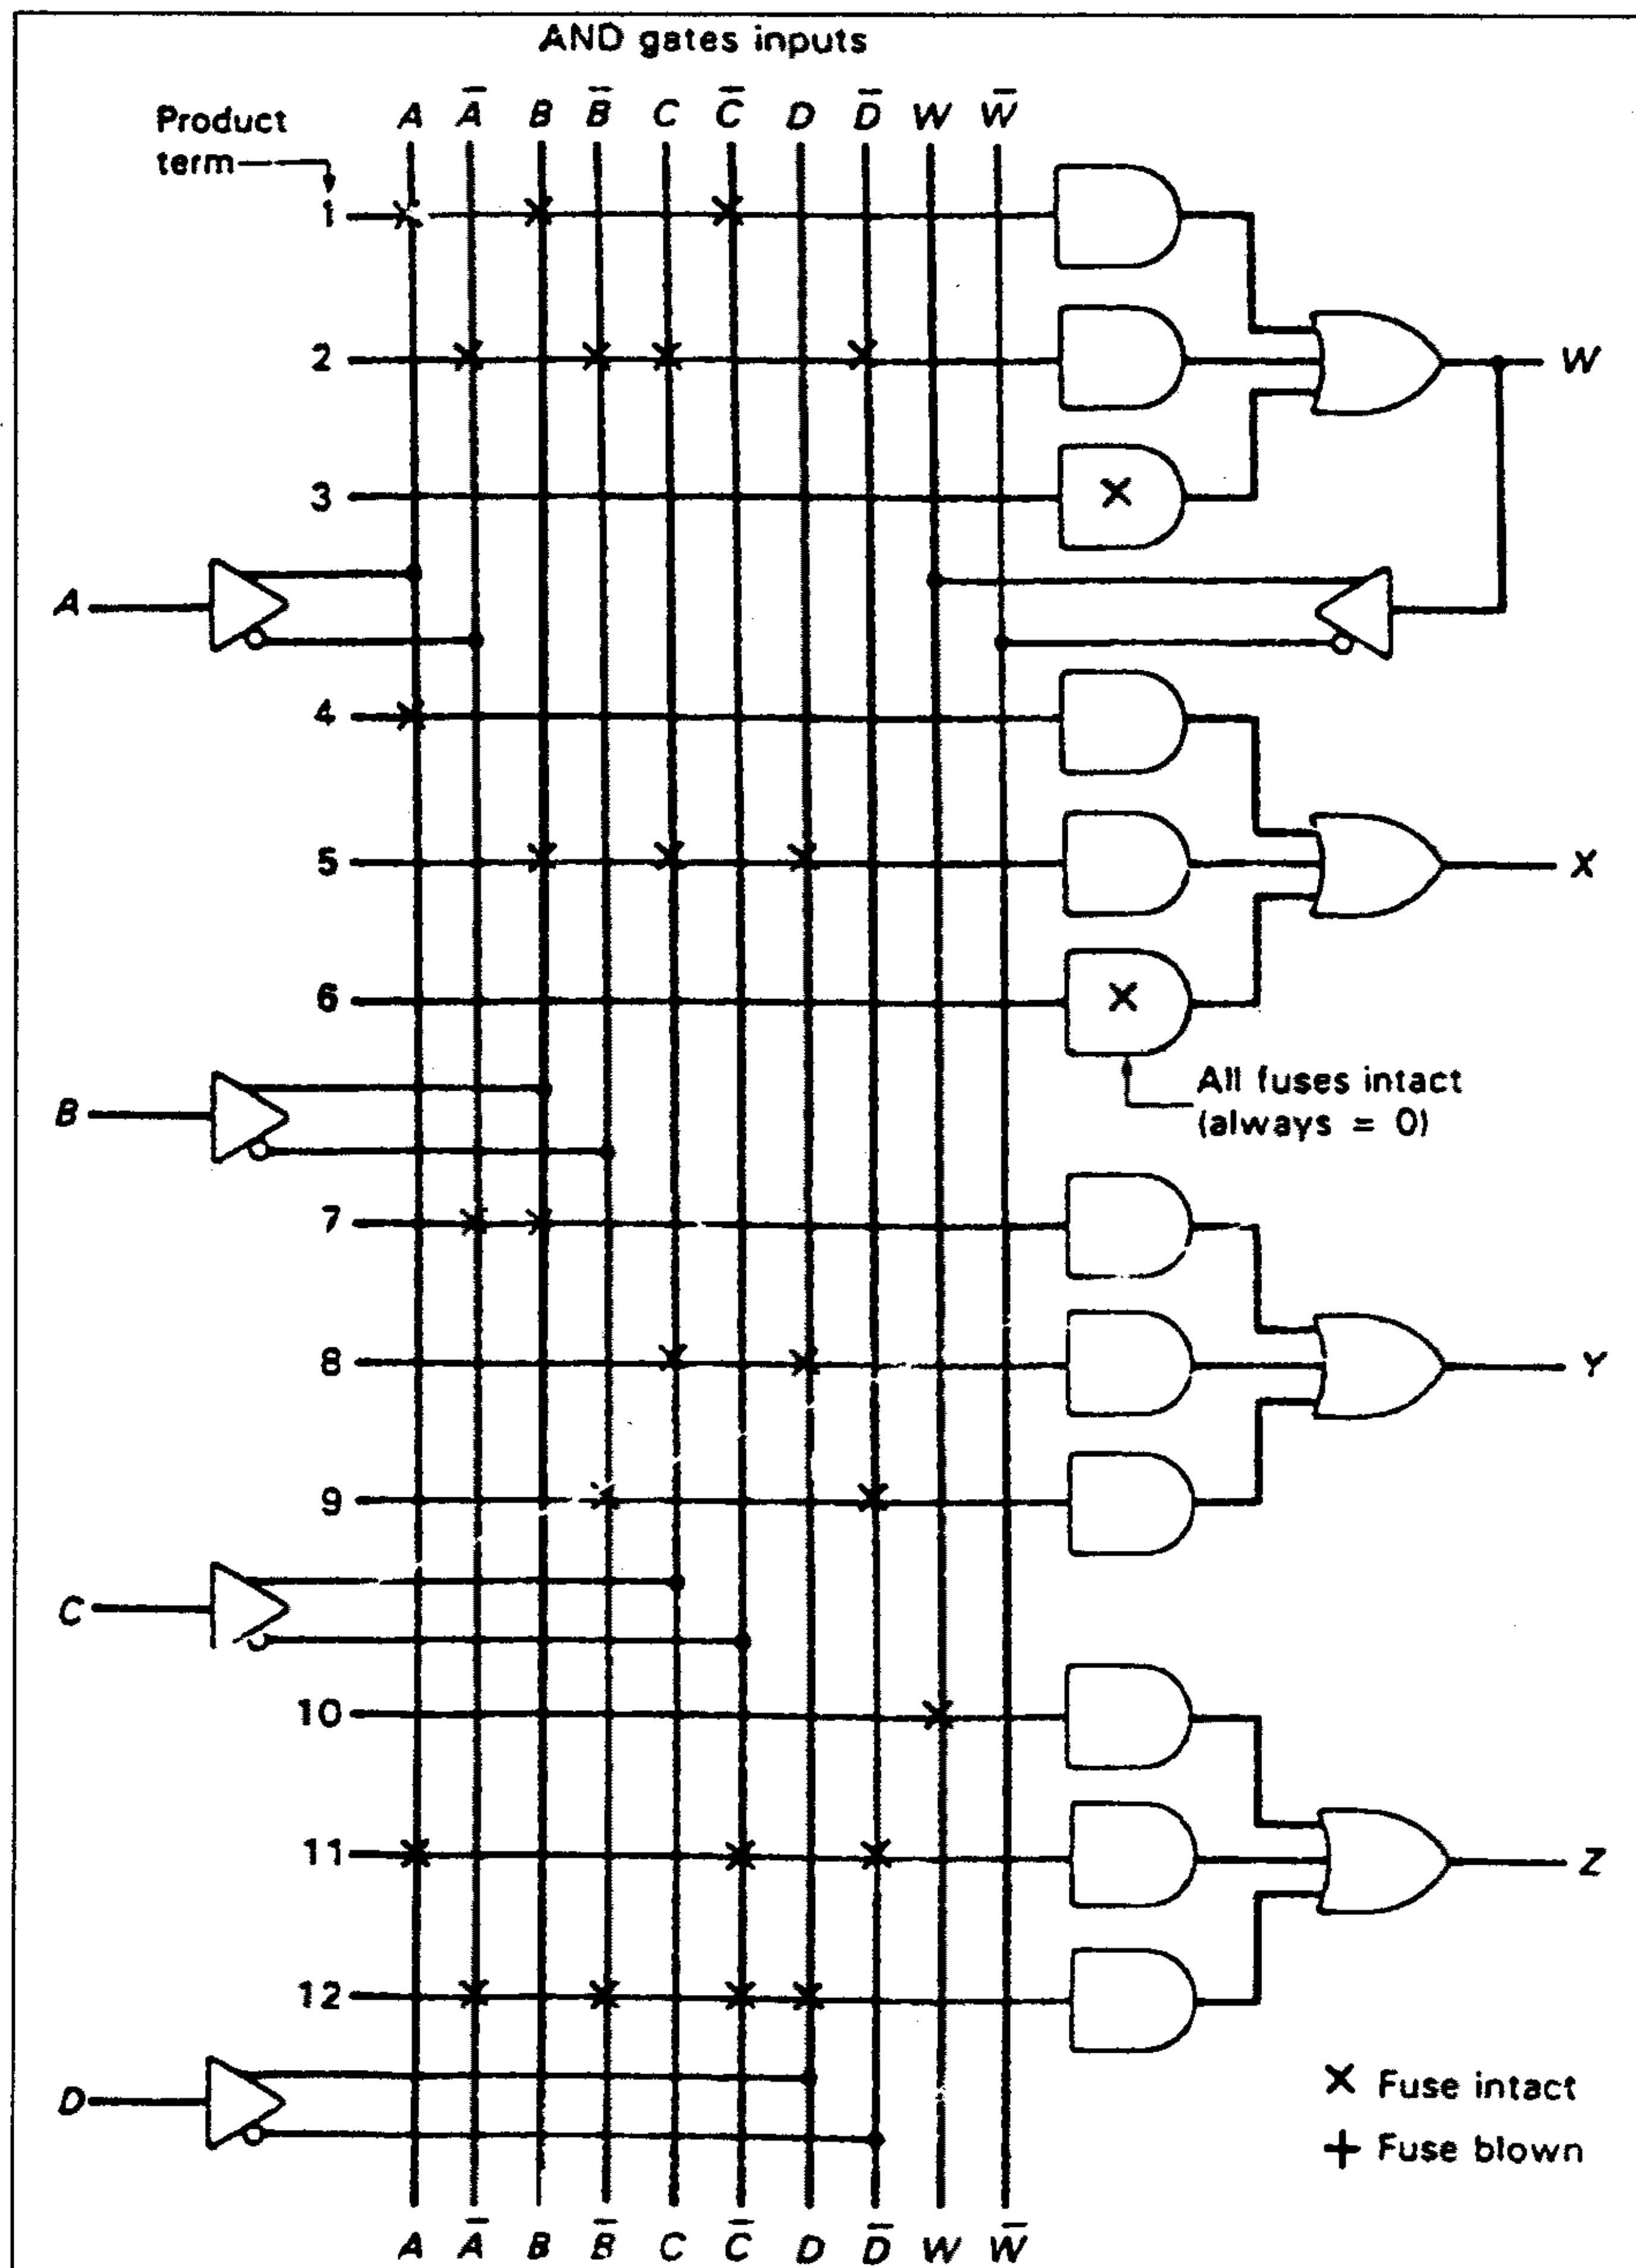 AND gates inputs
Product
term
A A̅ B B̅ C C̅ D D̅ W W̅
1
2
W
3
A
4
5
X
6
All fuses intact
(always = 0)
B
7
8
Y
9
C
10
11
Z
12
D
X Fuse intact
+ Fuse blown
A A̅ B B̅ C C̅ D D̅ W W̅